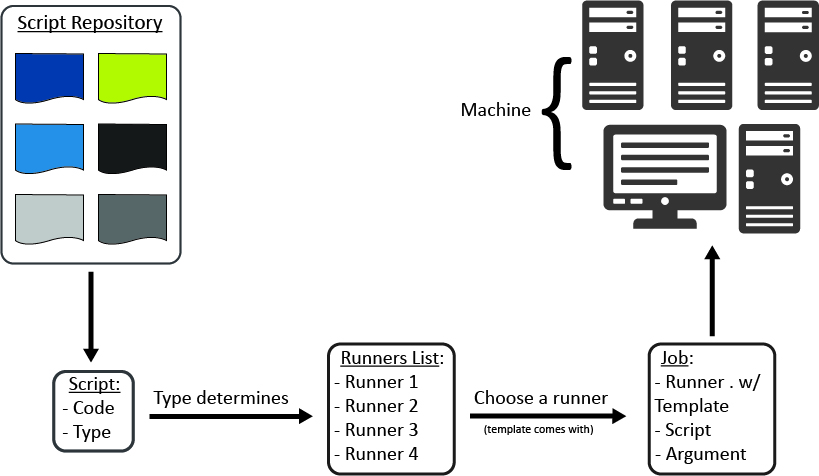 Script Repository
Machine
Script:
- Code
- Type
Type determines
Runners List:
- Runner 1
- Runner 2
- Runner 3
- Runner 4
Choose a runner
(template comes with)
Job:
- Runner . w/
Template
- Script
- Argument